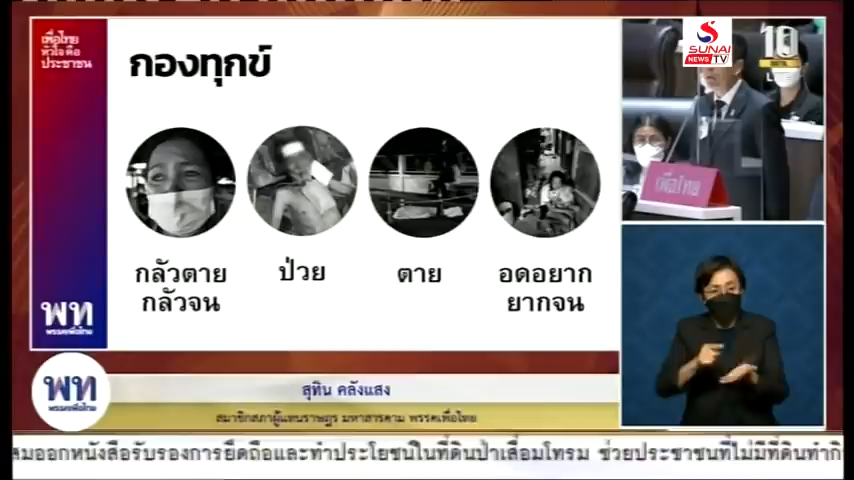 เพื่อไทย
หัวใจคือ
ประชาชน
กองทุกข์
กลัวตาย
กลัวจน
ป่วย
ตาย
อดอยาก
ยากจน
พท
พรรคเพื่อไทย
SUNAI
NEWS TV
10
เพื่อไทย
พท
พรรคเพื่อไทย
สุทิน คลังแสง
สมาชิกสภาผู้แทนราษฎร มหาสารคาม พรรคเพื่อไทย
สมออกหนังสือรับรองการยึดถือและทำประโยชน์ในที่ดินป่าเสื่อมโทรม ช่วยประชาชนที่ไม่มีที่ดินทำกิ